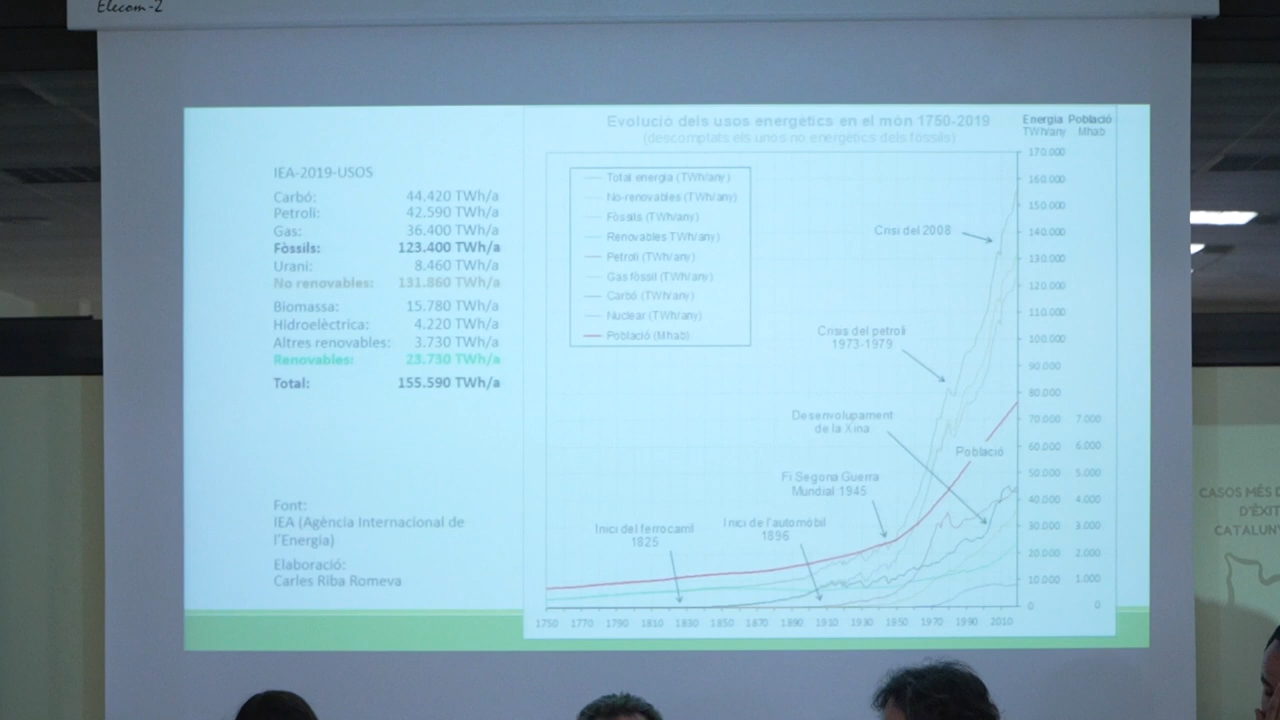 Elecom-2
IEA-2019-USOS
Carbó: 44.420 TWh/a
Petroli: 42.590 TWh/a
Gas: 36.400 TWh/a
Fòssils: 123.400 TWh/a
Urani: 8.460 TWh/a
No renovables: 131.860 TWh/a
Biomassa: 15.780 TWh/a
Hidroelèctrica: 4.220 TWh/a
Altres renovables: 3.730 TWh/a
Renovables: 23.730 TWh/a
Total: 155.590 TWh/a
Font:
IEA (Agència Internacional de
l'Energia)
Elaboració:
Carles Riba Romeva
Evolució dels usos energètics en el món 1750-2019
(descomptats els usos no energètics dels fòssils)
Energia Població
TWh/any Mhab
Total energia (TWh/any)
No-renovables (TWh/any)
Fòssils (TWh/any)
Renovables TWh/any)
Petroli (TWh/any)
Gas fòssil (TWh/any)
Carbó (TWh/any)
Nuclear (TWh/any)
Població (Mhab)
170.000
160.000
150.000
140.000
130.000
120.000
110.000
100.000
90.000
80.000
70.000 7.000
60.000 6.000
50.000 5.000
40.000 4.000
30.000 3.000
20.000 2.000
10.000 1.000
0 0
Crisi del 2008
Crisis del petroli
1973-1979
Desenvolupament
de la Xina
Població
Fi Segona Guerra
Mundial 1945
Inici del ferrocarril
1825
Inici de l'automòbil
1896
1750 1770 1790 1810 1830 1850 1870 1890 1910 1930 1950 1970 1990 2010
CASOS MÉS D
D'ÈXIT
CATALUNY